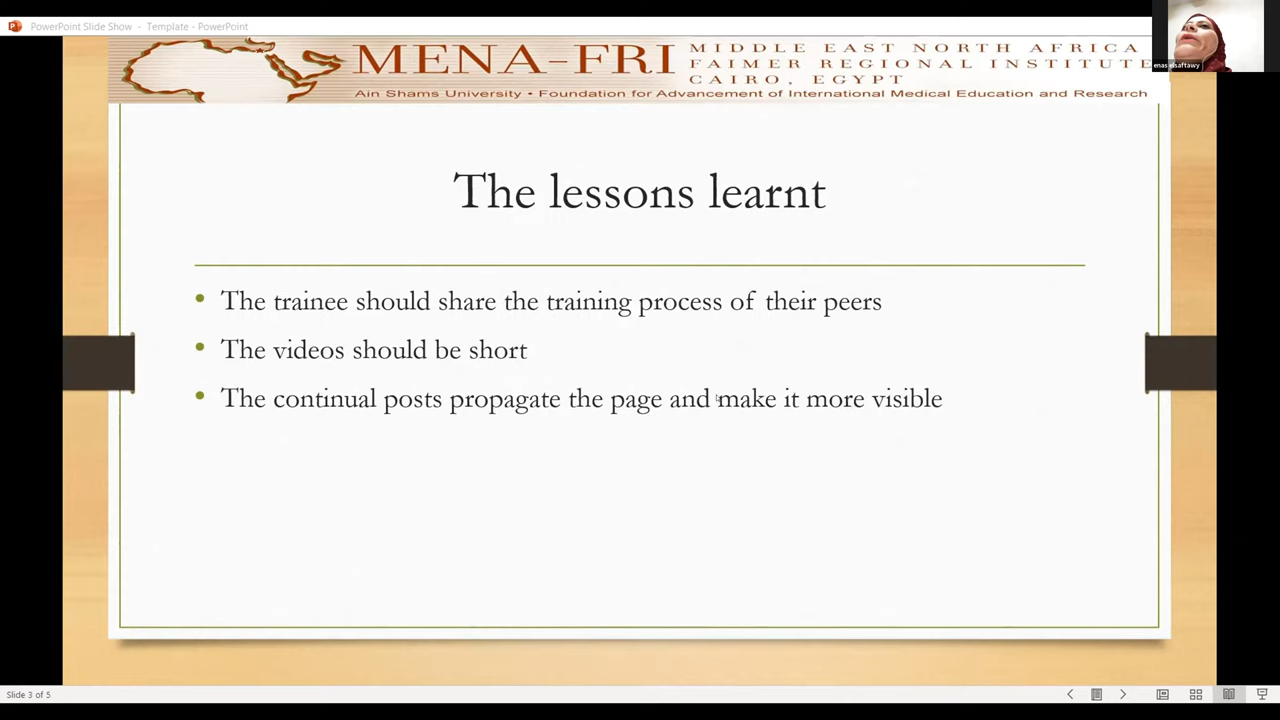 PowerPoint Slide Show - Template - PowerPoint
MENA-FRI
MIDDLE EAST NORTH AFRICA
FAIMER REGIONAL INSTITUTE
CAIRO, EGYPT
Ain Shams University • Foundation for Advancement of International Medical Education and Research
enas elsaftawy
The lessons learnt
• The trainee should share the training process of their peers
• The videos should be short
• The continual posts propagate the page and make it more visible
Slide 3 of 5